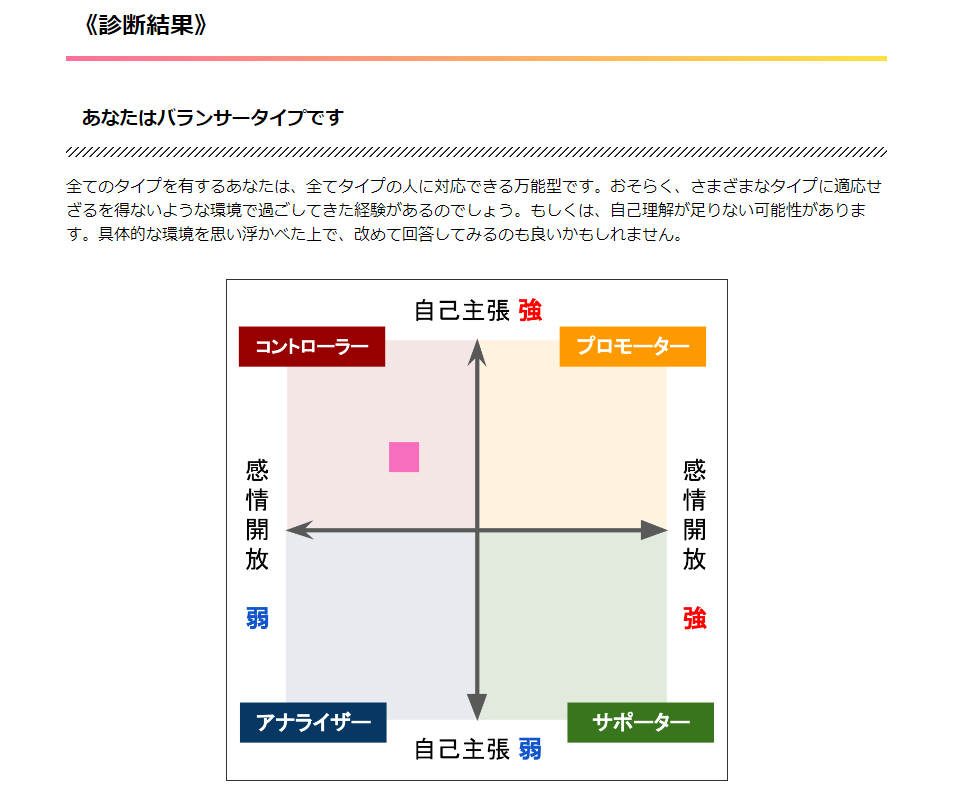 《診断結果》
あなたはバランサータイプです
全てのタイプを有するあなたは、全てタイプの人に対応できる万能型です。おそらく、さまざまなタイプに適応せ
ざるを得ないような環境で過ごしてきた経験があるのでしょう。もしくは、自己理解が足りない可能性がありま
す。具体的な環境を思い浮かべた上で、改めて回答してみるのも良いかもしれません。
自己主張 強
コントローラー
プロモーター
感情開放 弱
感情開放 強
アナライザー
サポーター
自己主張 弱